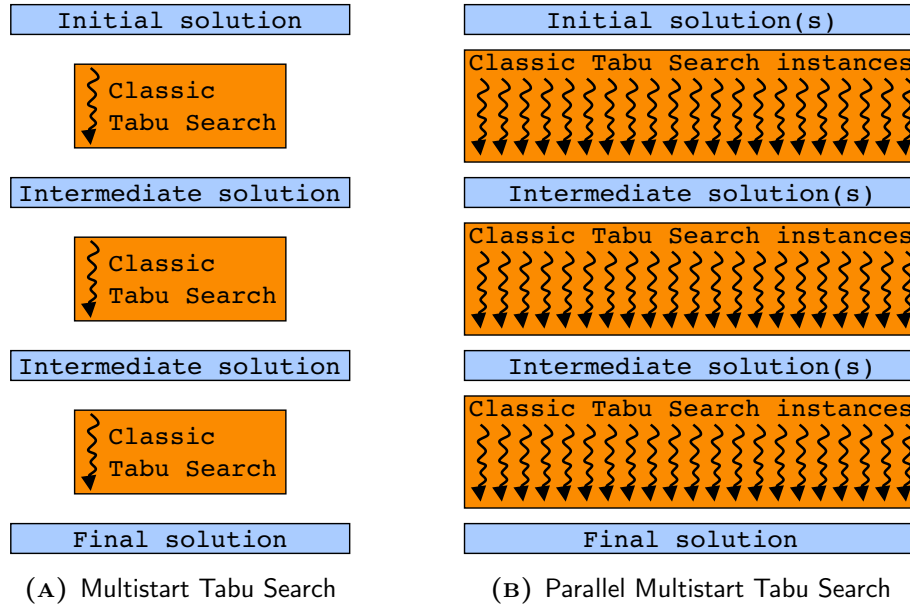 Initial solution
Classic
Tabu Search
Intermediate solution
Classic
Tabu Search
Intermediate solution
Classic
Tabu Search
Final solution
(A) Multistart Tabu Search
Initial solution(s)
Classic Tabu Search instances
Intermediate solution(s)
Classic Tabu Search instances
Intermediate solution(s)
Classic Tabu Search instances
Final solution
(B) Parallel Multistart Tabu Search